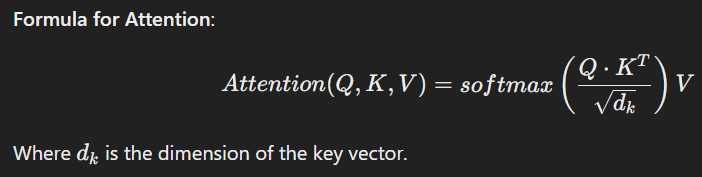 Formula for Attention:
Attention(Q, K, V) = softmax (Q · K^T / √d_k) V
Where d_k is the dimension of the key vector.